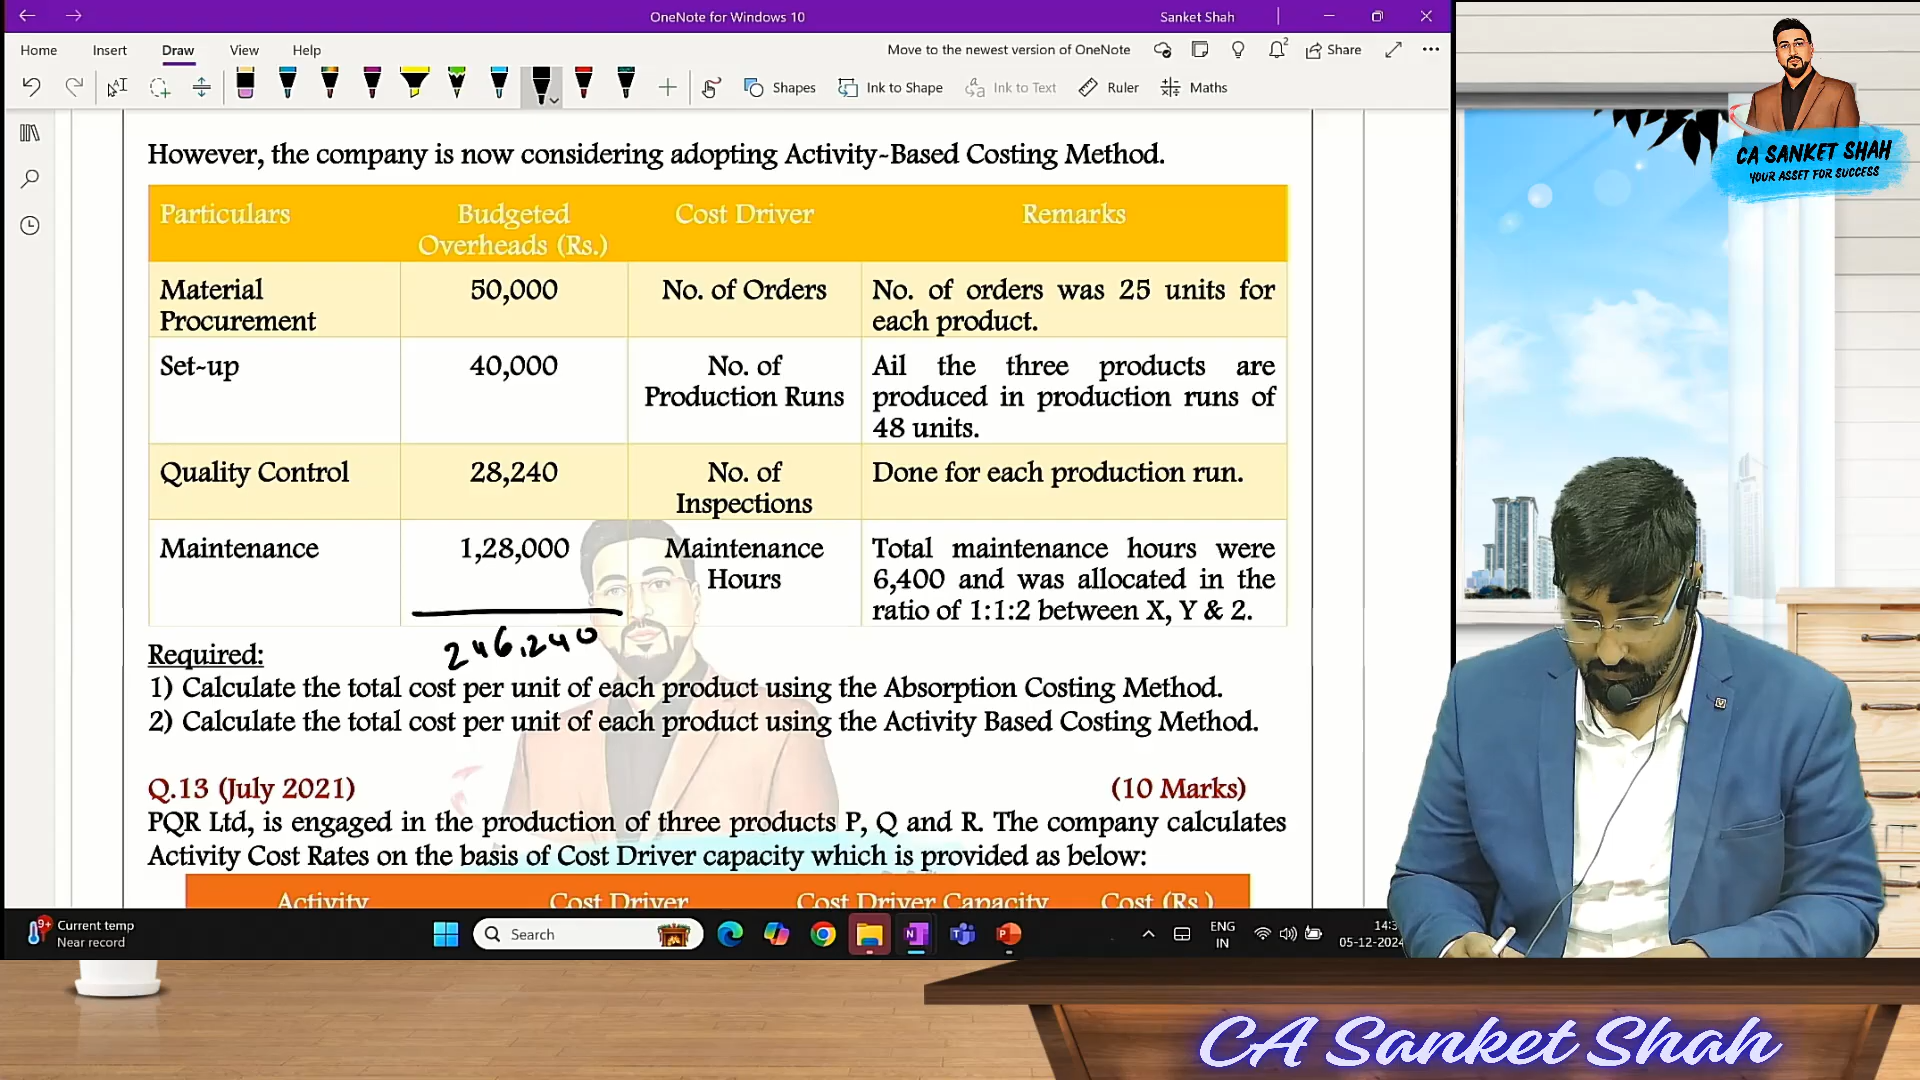 OneNote for Windows 10
Sanket Shah
Home Insert Draw View Help
Move to the newest version of OneNote
2
Share
Shapes Ink to Shape Ink to Text Ruler Maths
However, the company is now considering adopting Activity-Based Costing Method.
Particulars Budgeted Overheads (Rs.) Cost Driver Remarks
Material Procurement 50,000 No. of Orders No. of orders was 25 units for each product.
Set-up 40,000 No. of Production Runs Ail the three products are produced in production runs of 48 units.
Quality Control 28,240 No. of Inspections Done for each production run.
Maintenance 1,28,000 Maintenance Hours Total maintenance hours were 6,400 and was allocated in the ratio of 1:1:2 between X, Y & 2.
246,240
Required:
1) Calculate the total cost per unit of each product using the Absorption Costing Method.
2) Calculate the total cost per unit of each product using the Activity Based Costing Method.
Q.13 (July 2021) (10 Marks)
PQR Ltd, is engaged in the production of three products P, Q and R. The company calculates
Activity Cost Rates on the basis of Cost Driver capacity which is provided as below:
Activity Cost Driver Cost Driver Capacity Cost (Rs.)
9+
Current temp
Near record
Search
ENG
IN
14:3
05-12-2024
CA SANKET SHAH
YOUR ASSET FOR SUCCESS
CA Sanket Shah